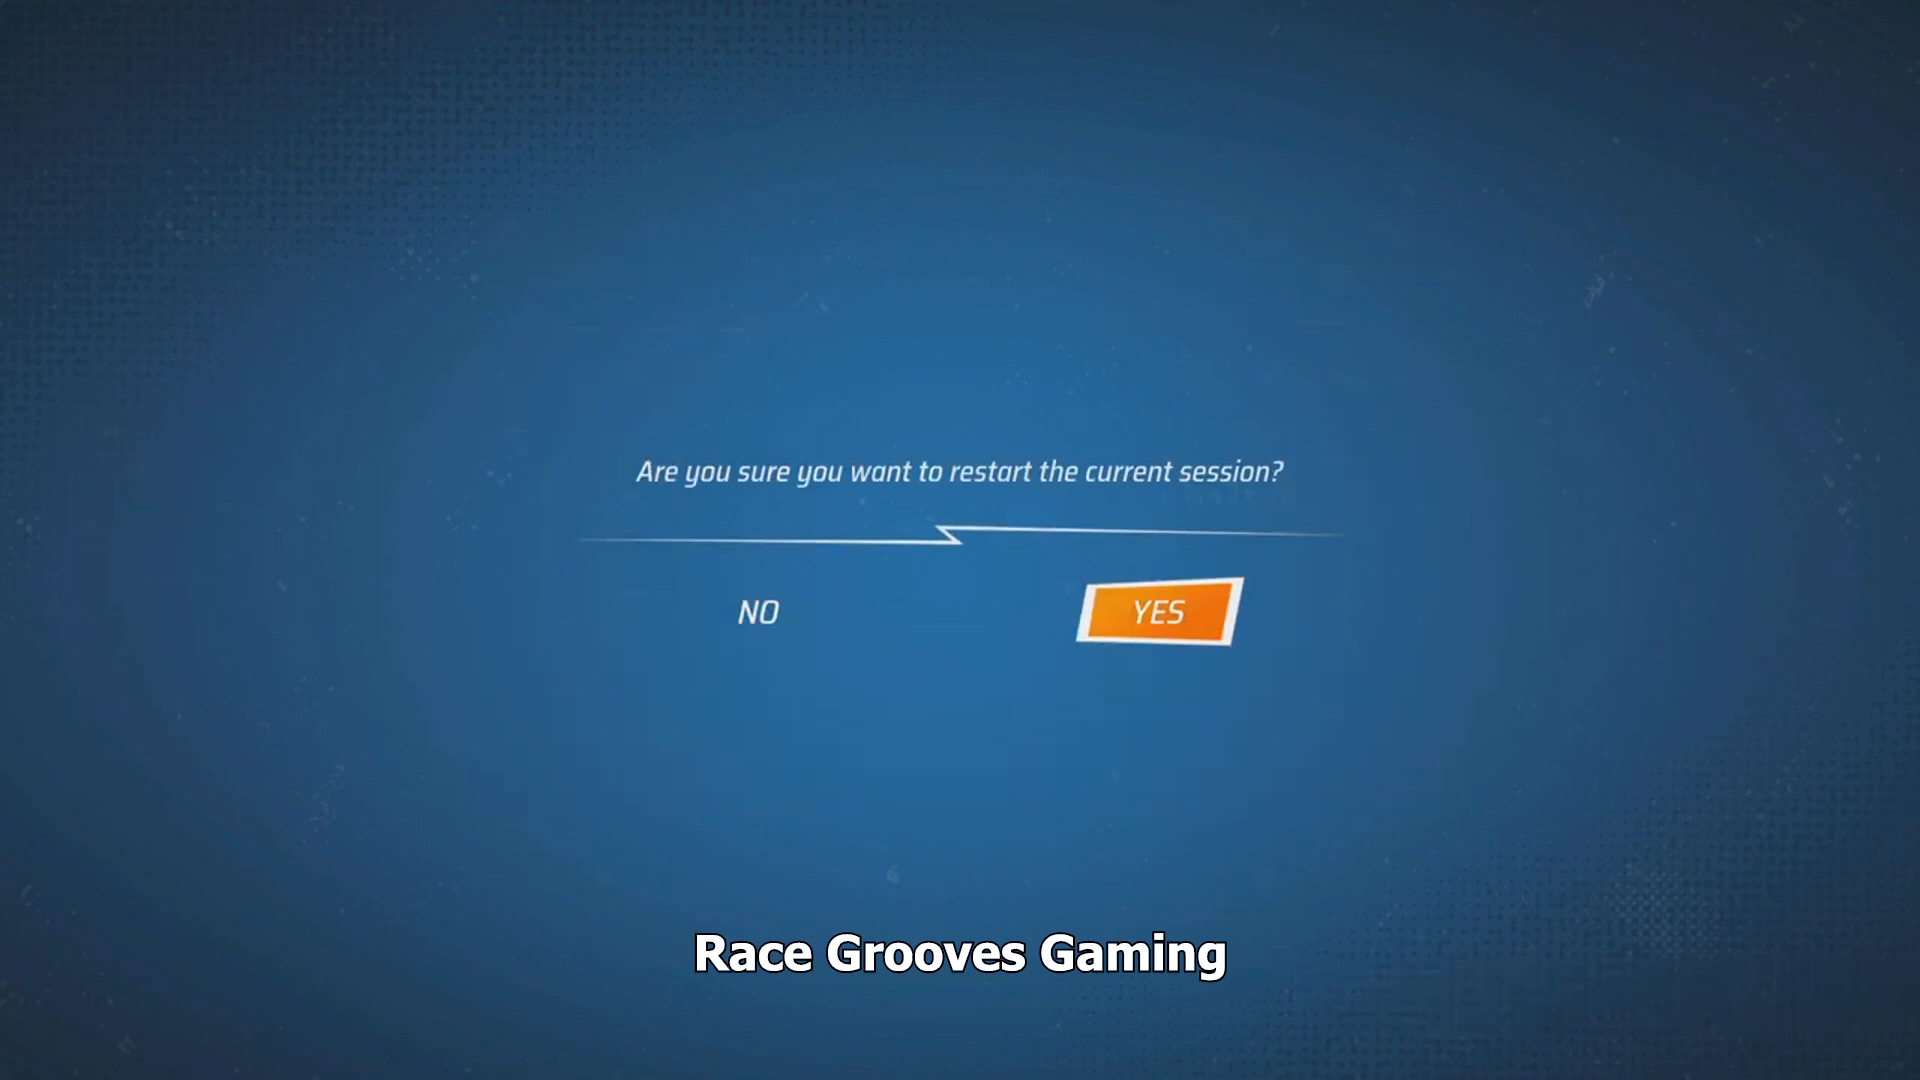 Are you sure you want to restart the current session?
NO
YES
Race Grooves Gaming